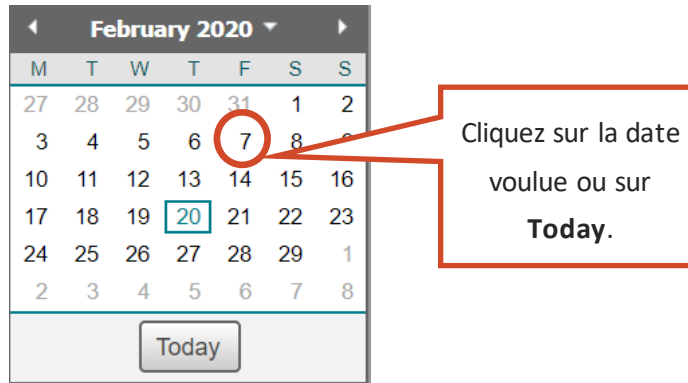 February 2020
M T W T F S S
27 28 29 30 31 1 2
3 4 5 6 7 8 9
10 11 12 13 14 15 16
17 18 19 20 21 22 23
24 25 26 27 28 29 1
2 3 4 5 6 7 8
Today
Cliquez sur la date
voulue ou sur
Today.